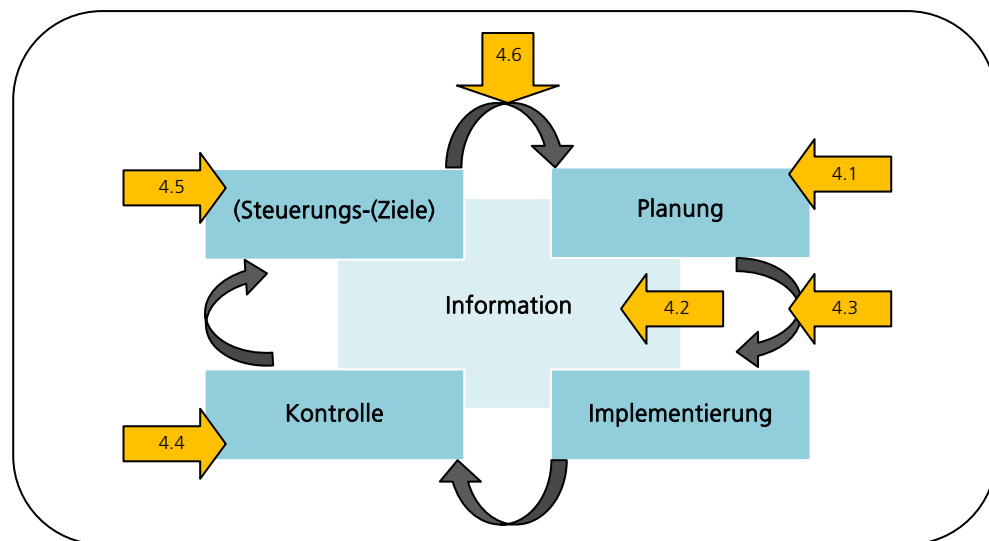 4.6
4.5
(Steuerungs-(Ziele)
Planung
4.1
Information
4.2
4.3
4.4
Kontrolle
Implementierung